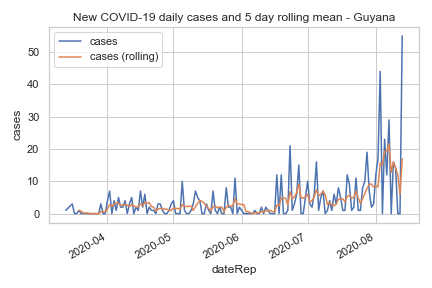 New COVID-19 daily cases and 5 day rolling mean - Guyana
cases
cases (rolling)
50
40
30
20
10
0
cases
2020-04
2020-05
2020-06
2020-07
2020-08
dateRep